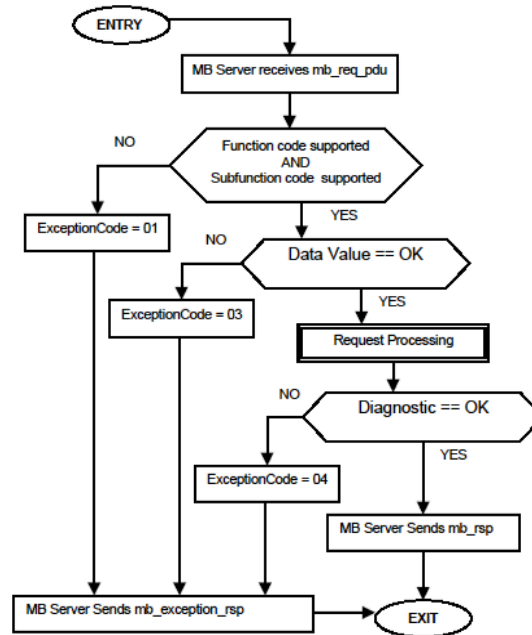 ENTRY
MB Server receives mb_req_pdu
NO
Function code supported
AND
Subfunction code supported
YES
ExceptionCode = 01
NO
Data Value == OK
YES
ExceptionCode = 03
Request Processing
NO
Diagnostic == OK
YES
ExceptionCode = 04
MB Server Sends mb_rsp
MB Server Sends mb_exception_rsp
EXIT